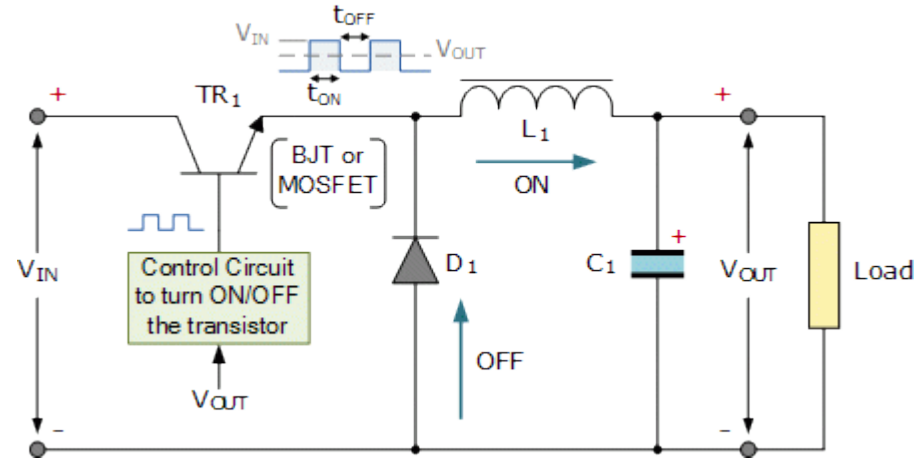 tOFF
VIN
VOUT
tON
+
TR1
+
L1
BJT or
MOSFET
ON
VIN
Control Circuit
to turn ON/OFF
the transistor
D1
C1
+
VOUT
Load
OFF
VOUT
-
-